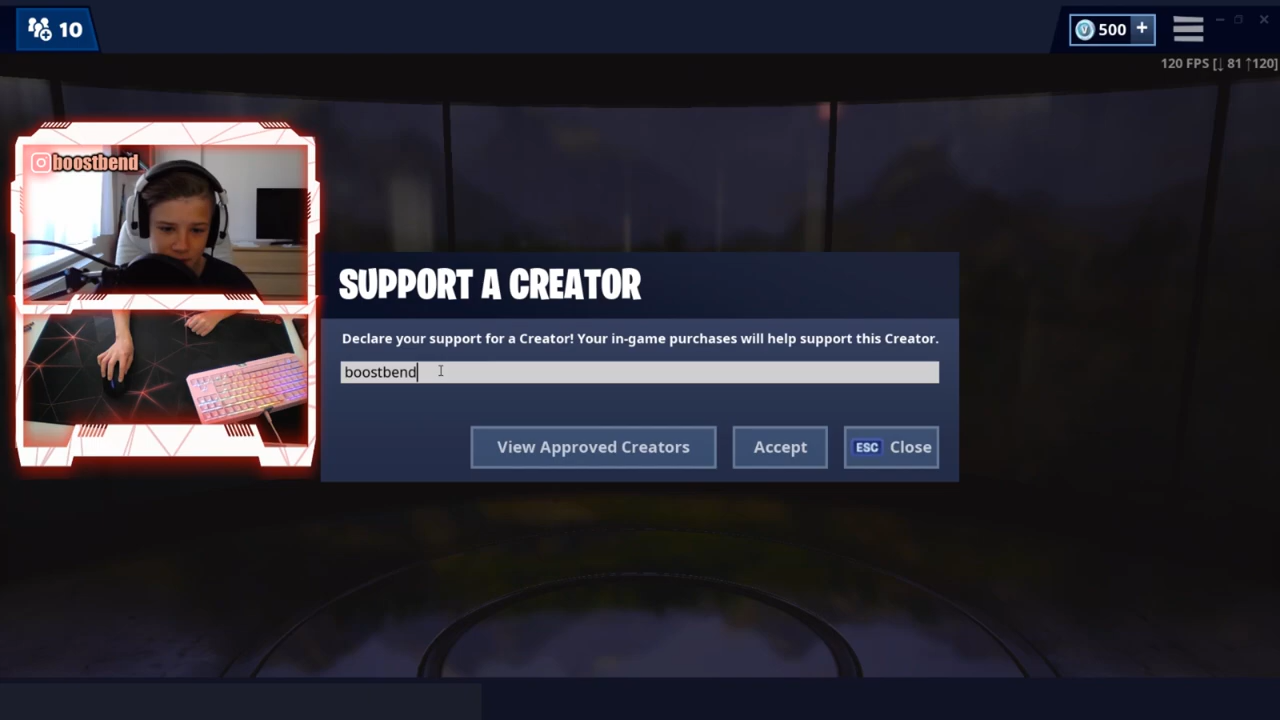 10
500 +
120 FPS [↓ 81 ↑120]
boostbend
SUPPORT A CREATOR
Declare your support for a Creator! Your in-game purchases will help support this Creator.
boostbend
View Approved Creators
Accept
ESC Close